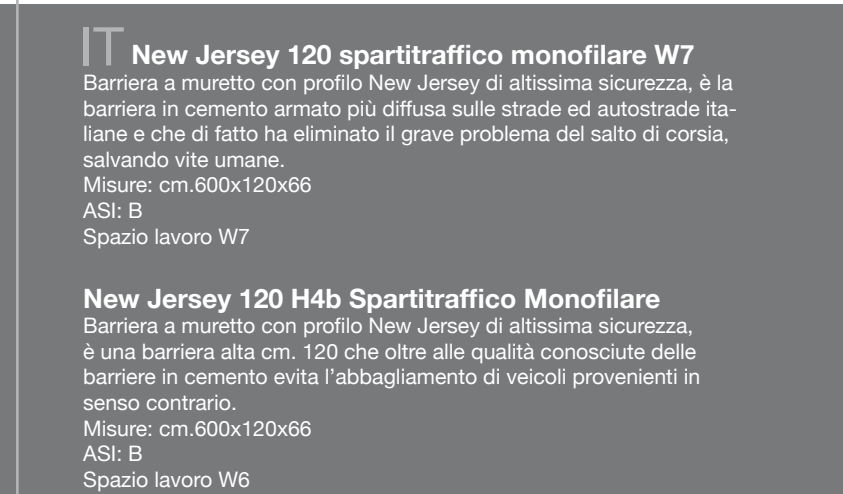 IT New Jersey 120 spartitraffico monofilare W7
Barriera a muretto con profilo New Jersey di altissima sicurezza, è la
barriera in cemento armato più diffusa sulle strade ed autostrade ita-
liane e che di fatto ha eliminato il grave problema del salto di corsia,
salvando vite umane.
Misure: cm.600x120x66
ASI: B
Spazio lavoro W7
New Jersey 120 H4b Spartitraffico Monofilare
Barriera a muretto con profilo New Jersey di altissima sicurezza,
è una barriera alta cm. 120 che oltre alle qualità conosciute delle
barriere in cemento evita l’abbagliamento di veicoli provenienti in
senso contrario.
Misure: cm.600x120x66
ASI: B
Spazio lavoro W6